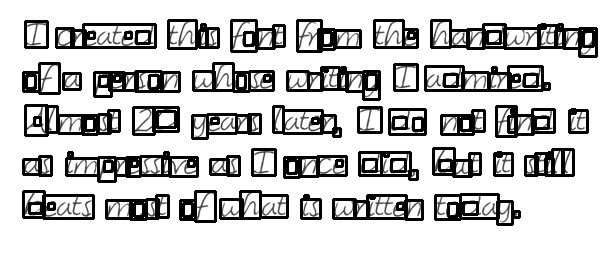 I created this font from the handwriting
of a person whose writing I admired.
Almost 20 years later, I do not find it
as impressive as I once did, but it still
beats most of what is written today.